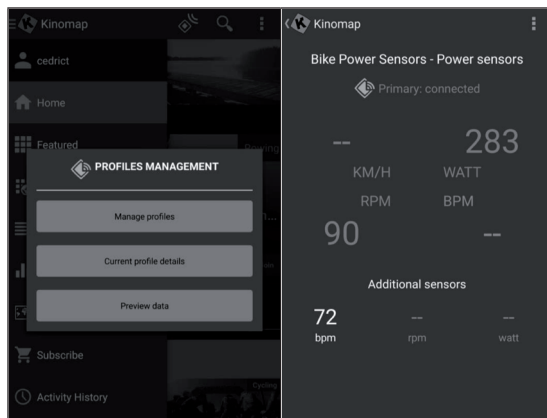 Kinomap
cedrict
Home
Featured
Rowing
PROFILES MANAGEMENT
Manage profiles
Current profile details
Preview data
Subscribe
Cycling
Activity History
Kinomap
Bike Power Sensors - Power sensors
Primary: connected
-- 283
KM/H WATT
RPM BPM
90 --
Additional sensors
72 -- --
bpm rpm watt